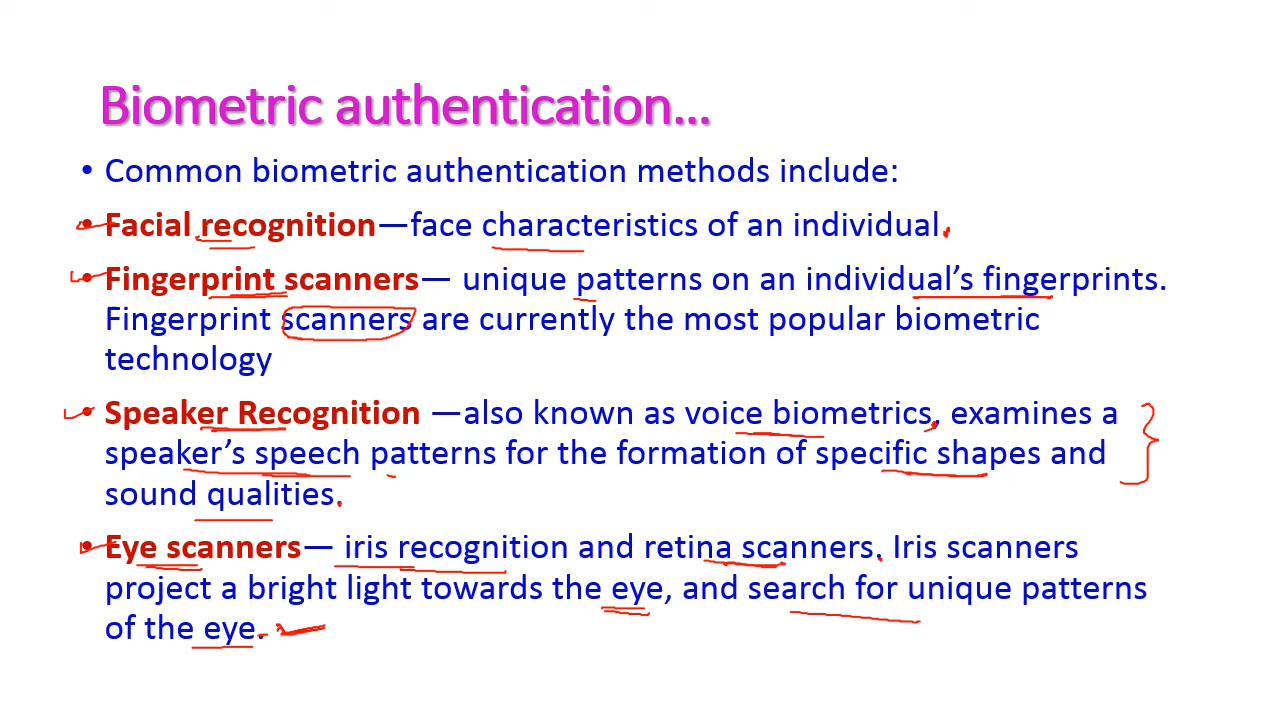 Biometric authentication...
• Common biometric authentication methods include:
• Facial recognition—face characteristics of an individual.
• Fingerprint scanners— unique patterns on an individual's fingerprints.
Fingerprint scanners are currently the most popular biometric
technology
• Speaker Recognition —also known as voice biometrics, examines a
speaker's speech patterns for the formation of specific shapes and
sound qualities.
• Eye scanners— iris recognition and retina scanners. Iris scanners
project a bright light towards the eye, and search for unique patterns
of the eye.